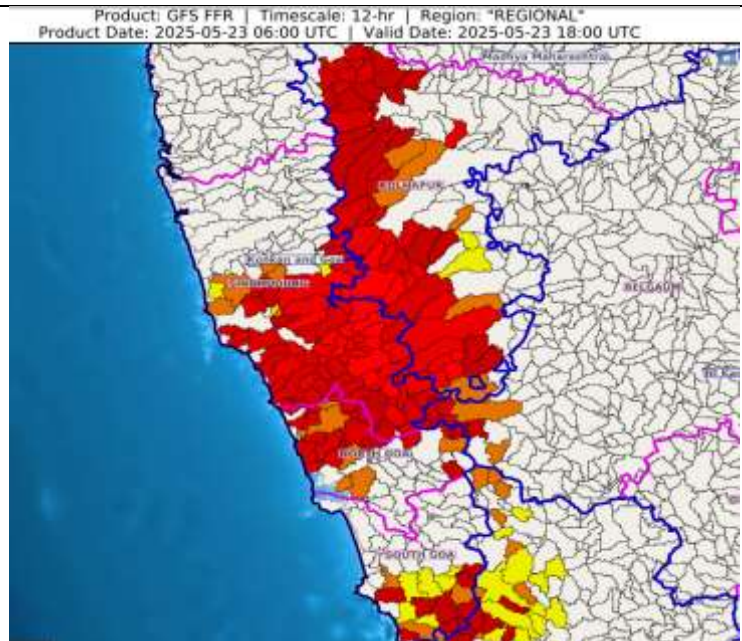 Product: GFS FFR | Timescale: 12-hr | Region: "REGIONAL"
Product Date: 2025-05-23 06:00 UTC | Valid Date: 2025-05-23 18:00 UTC
Madhya Maharashtra
KOLHAPUR
Konkan and Goa
SINDHUDURG
BELGAUM
NORTH GOA
SOUTH GOA